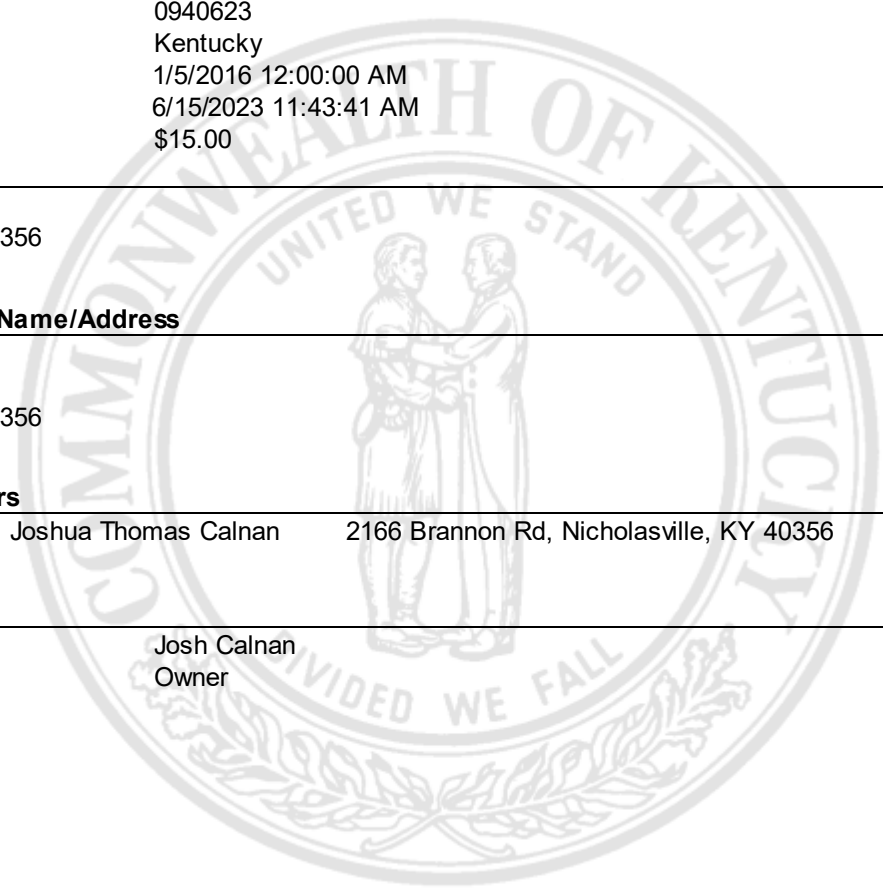 0940623
Kentucky
1/5/2016 12:00:00 AM
6/15/2023 11:43:41 AM
$15.00
356
Name/Address
356
rs
Joshua Thomas Calnan 2166 Brannon Rd, Nicholasville, KY 40356
Josh Calnan
Owner
COMMONWEALTH OF KENTUCKY
UNITED WE STAND
DIVIDED WE FALL